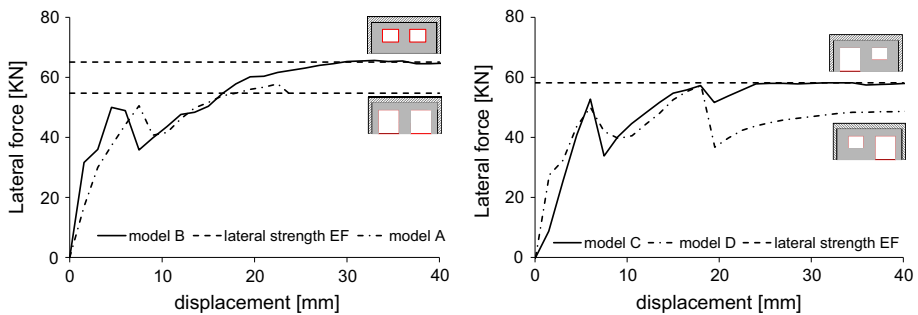 Lateral force [KN]
80
60
40
20
0
model B
lateral strength EF
model A
0 10 20 30 40
displacement [mm]
Lateral force [KN]
80
60
40
20
0
model C
model D
lateral strength EF
0 10 20 30 40
displacement [mm]